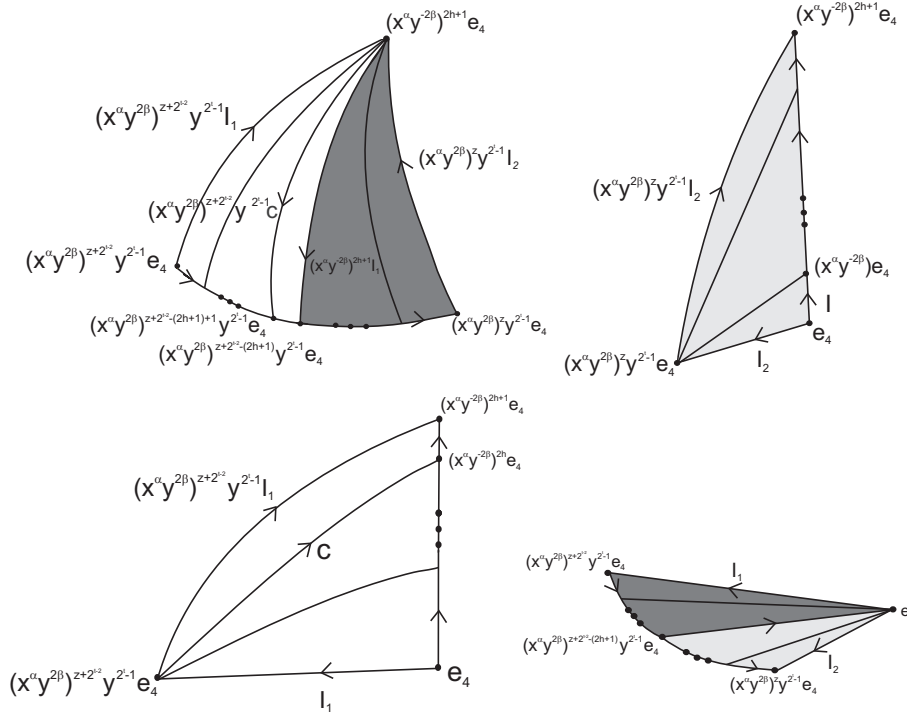 (x^α y^{-2β})^{2h+1} e_4
(x^α y^{2β})^{z+2^{t-2}} y^{2^t-1} l_1
(x^α y^{2β})^z y^{2^t-1} l_2
(x^α y^{2β})^{z+2^{t-2}} y^{2^t-1} c
(x^α y^{2β})^{z+2^{t-2}} y^{2^t-1} e_4
(x^α y^{-2β})^{2h+1} l_1
(x^α y^{2β})^{z+2^{t-2}-(2h+1)+1} y^{2^t-1} e_4
(x^α y^{2β})^{z+2^{t-2}-(2h+1)} y^{2^t-1} e_4
(x^α y^{2β})^z y^{2^t-1} e_4
(x^α y^{-2β})^{2h+1} e_4
(x^α y^{2β})^z y^{2^t-1} l_2
(x^α y^{-2β}) e_4
l
e_4
l_2
(x^α y^{2β})^z y^{2^t-1} e_4
(x^α y^{-2β})^{2h+1} e_4
(x^α y^{-2β})^{2h} e_4
(x^α y^{2β})^{z+2^{t-2}} y^{2^t-1} l_1
c
(x^α y^{2β})^{z+2^{t-2}} y^{2^t-1} e_4
l_1
e_4
(x^α y^{2β})^{z+2^{t-2}} y^{2^t-1} e_4
l_1
e
(x^α y^{2β})^{z+2^{t-2}-(2h+1)} y^{2^t-1} e_4
l_2
(x^α y^{2β})^z y^{2^t-1} e_4